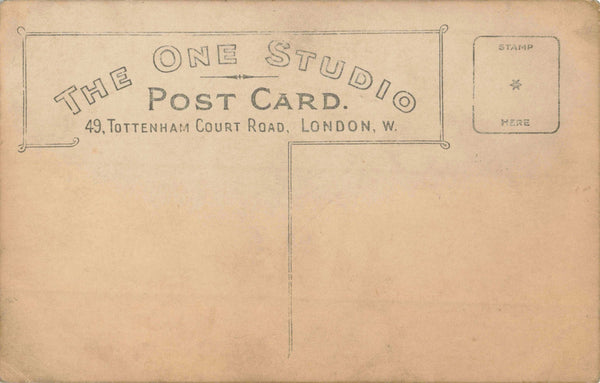 THE ONE STUDIO
POST CARD.
49, TOTTENHAM COURT ROAD, LONDON, W.
STAMP
HERE